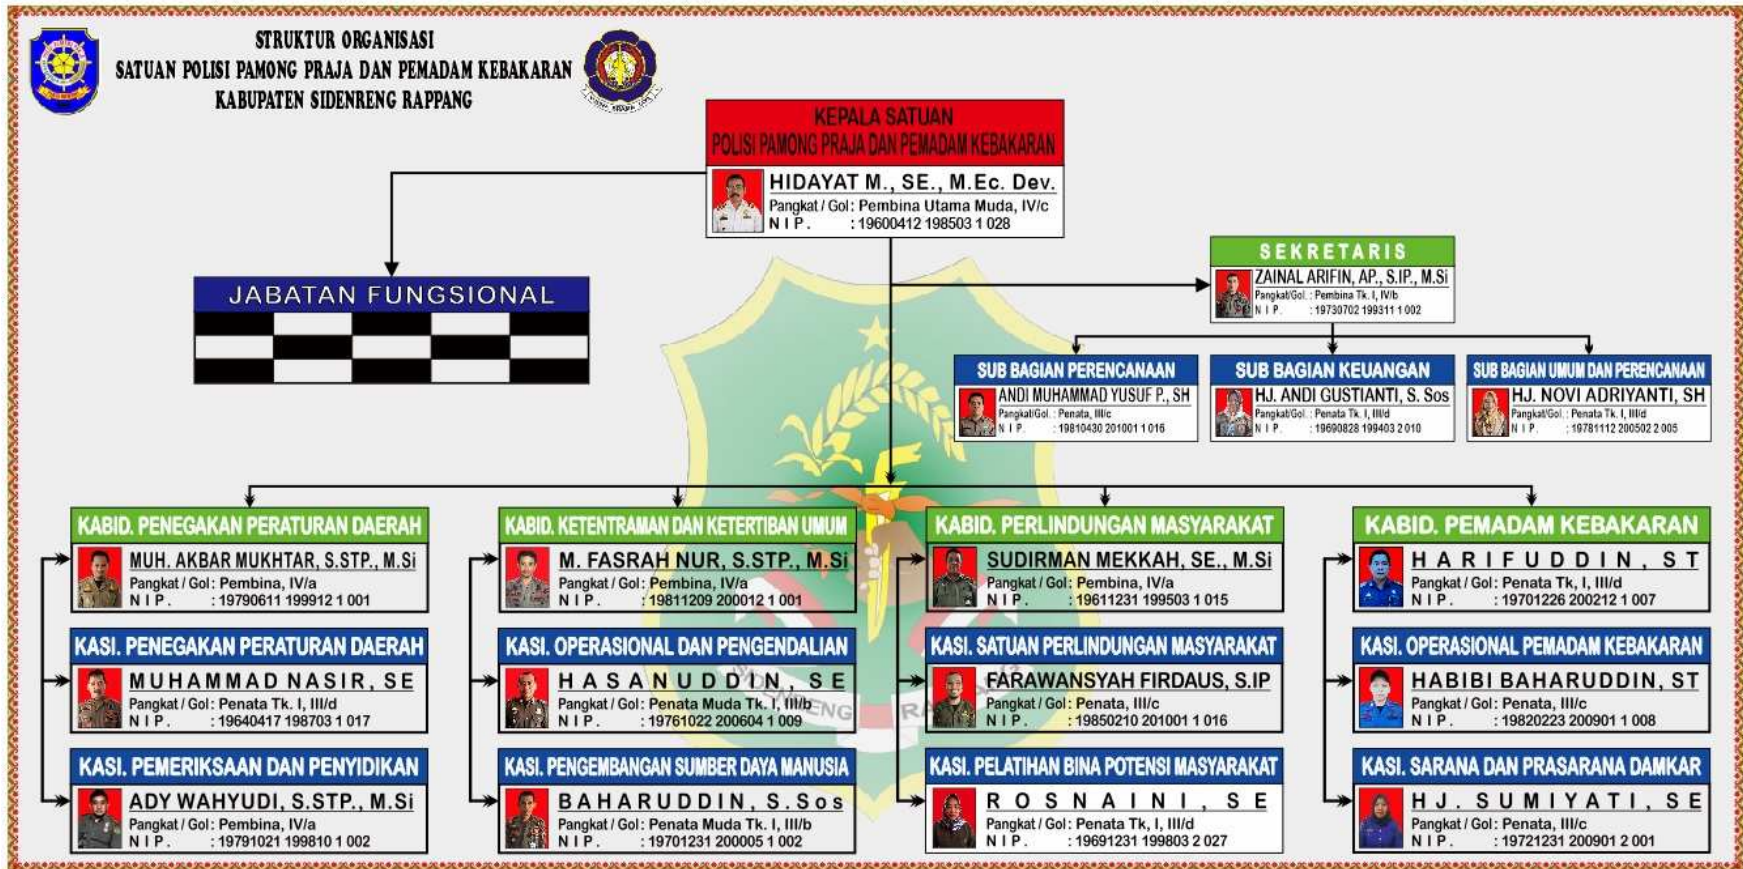 STRUKTUR ORGANISASI
SATUAN POLISI PAMONG PRAJA DAN PEMADAM KEBAKARAN
KABUPATEN SIDENRENG RAPPANG
KEPALA SATUAN
POLISI PAMONG PRAJA DAN PEMADAM KEBAKARAN
HIDAYAT M., SE., M.Ec. Dev.
Pangkat / Gol : Pembina Utama Muda, IV/c
N I P . : 19600412 198503 1 028
JABATAN FUNGSIONAL
SEKRETARIS
ZAINAL ARIFIN, AP., S.IP., M.Si
Pangkat/Gol. : Pembina Tk. I, IV/b
N I P . : 19730702 199311 1 002
SUB BAGIAN PERENCANAAN
ANDI MUHAMMAD YUSUF P., SH
Pangkat/Gol. : Penata, III/c
N I P . : 19810430 201001 1 016
SUB BAGIAN KEUANGAN
HJ. ANDI GUSTIANTI, S. Sos
Pangkat/Gol. : Penata Tk. I, III/d
N I P . : 19690828 199403 2 010
SUB BAGIAN UMUM DAN PERENCANAAN
HJ. NOVI ADRIYANTI, SH
Pangkat/Gol. : Penata Tk. I, III/d
N I P . : 19781112 200502 2 005
KABID. PENEGAKAN PERATURAN DAERAH
MUH. AKBAR MUKHTAR, S.STP., M.Si
Pangkat / Gol : Pembina, IV/a
N I P . : 19790611 199912 1 001
KASI. PENEGAKAN PERATURAN DAERAH
MUHAMMAD NASIR, SE
Pangkat / Gol : Penata Tk. I, III/d
N I P . : 19640417 198703 1 017
KASI. PEMERIKSAAN DAN PENYIDIKAN
ADY WAHYUDI, S.STP., M.Si
Pangkat / Gol : Pembina, IV/a
N I P . : 19791021 199810 1 002
KABID. KETENTRAMAN DAN KETERTIBAN UMUM
M. FASRAH NUR, S.STP., M.Si
Pangkat / Gol : Pembina, IV/a
N I P . : 19811209 200012 1 001
KASI. OPERASIONAL DAN PENGENDALIAN
HASANUDDIN, SE
Pangkat / Gol : Penata Muda Tk. I, III/b
N I P . : 19761022 200604 1 009
KASI. PENGEMBANGAN SUMBER DAYA MANUSIA
BAHARUDDIN, S.Sos
Pangkat / Gol : Penata Muda Tk. I, III/b
N I P . : 19701231 200005 1 002
KABID. PERLINDUNGAN MASYARAKAT
SUDIRMAN MEKKAH, SE., M.Si
Pangkat / Gol : Pembina, IV/a
N I P . : 19611231 199503 1 015
KASI. SATUAN PERLINDUNGAN MASYARAKAT
FARAWANSYAH FIRDAUS, S.IP
Pangkat / Gol : Penata, III/c
N I P . : 19850210 201001 1 016
KASI. PELATIHAN BINA POTENSI MASYARAKAT
ROSNAINI, SE
Pangkat / Gol : Penata Tk, I, III/d
N I P . : 19691231 199803 2 027
KABID. PEMADAM KEBAKARAN
HARIFUDDIN, ST
Pangkat / Gol : Penata Tk, I, III/d
N I P . : 19701226 200212 1 007
KASI. OPERASIONAL PEMADAM KEBAKARAN
HABIBI BAHARUDDIN, ST
Pangkat / Gol : Penata, III/c
N I P . : 19820223 200901 1 008
KASI. SARANA DAN PRASARANA DAMKAR
HJ. SUMIYATI, SE
Pangkat / Gol : Penata, III/c
N I P . : 19721231 200901 2 001